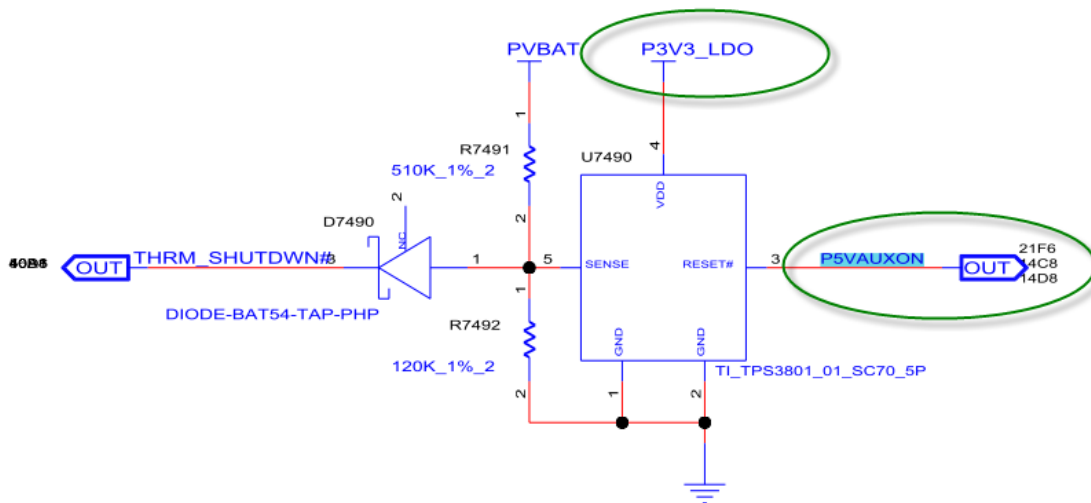 PVBAT
P3V3_LDO
1
R7491
510K_1%_2
2
4
U7490
VDD
2
NC
D7490
OUT
THRM_SHUTDWN#
3
1
5
SENSE
RESET#
3
P5VAUXON
OUT
21F6
14C8
14D8
DIODE-BAT54-TAP-PHP
1
R7492
120K_1%_2
2
GND
GND
1
2
TI_TPS3801_01_SC70_5P